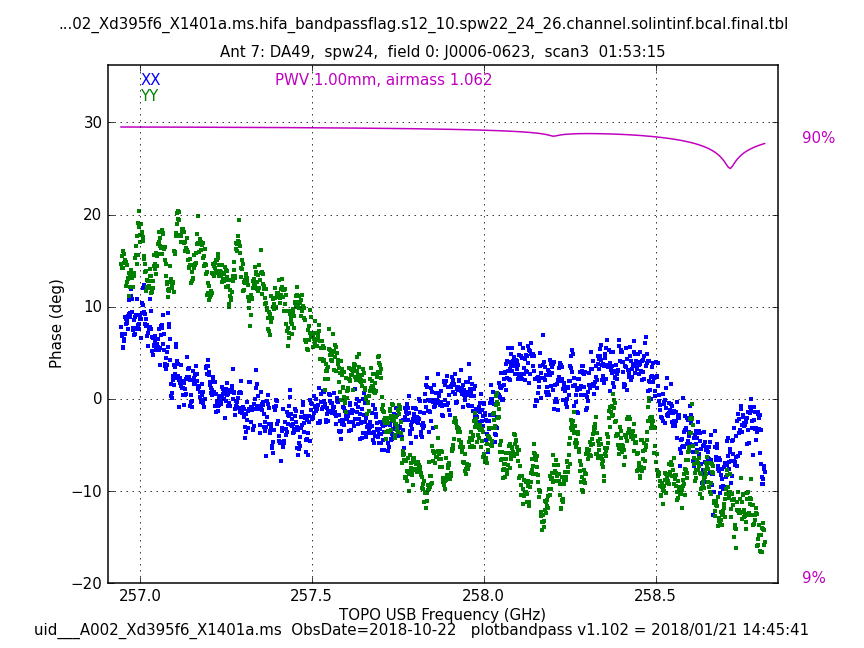 ...02_Xd395f6_X1401a.ms.hifa_bandpassflag.s12_10.spw22_24_26.channel.solintinf.bcal.final.tbl
Ant 7: DA49, spw24, field 0: J0006-0623, scan3 01:53:15
XX
PWV 1.00mm, airmass 1.062
YY
30
90%
20
10
Phase (deg)
0
−10
−20
9%
257.0 257.5 258.0 258.5
TOPO USB Frequency (GHz)
uid___A002_Xd395f6_X1401a.ms ObsDate=2018-10-22 plotbandpass v1.102 = 2018/01/21 14:45:41